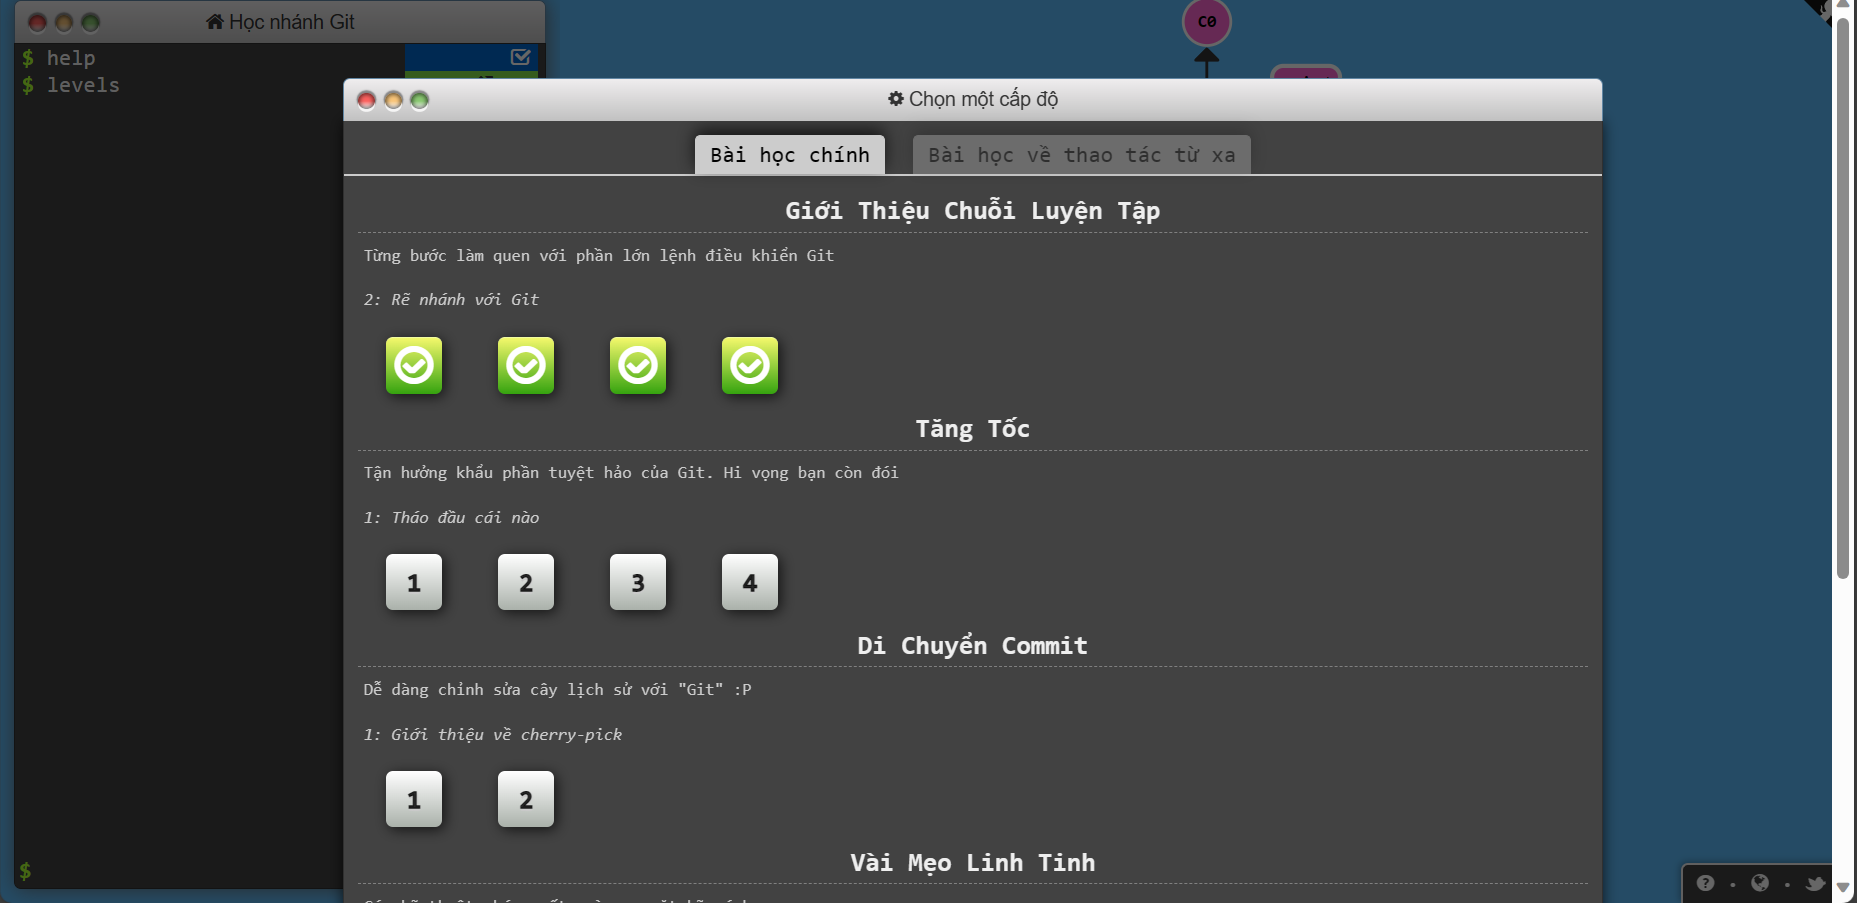 Học nhánh Git
C0
$ help
$ levels
Chọn một cấp độ
Bài học chính
Bài học về thao tác từ xa
Giới Thiệu Chuỗi Luyện Tập
Từng bước làm quen với phần lớn lệnh điều khiển Git
2: Rẽ nhánh với Git
Tăng Tốc
Tận hưởng khẩu phần tuyệt hảo của Git. Hi vọng bạn còn đói
1: Tháo đầu cái nào
1 2 3 4
Di Chuyển Commit
Dễ dàng chỉnh sửa cây lịch sử với "Git" :P
1: Giới thiệu về cherry-pick
1 2
Vài Mẹo Linh Tinh
$